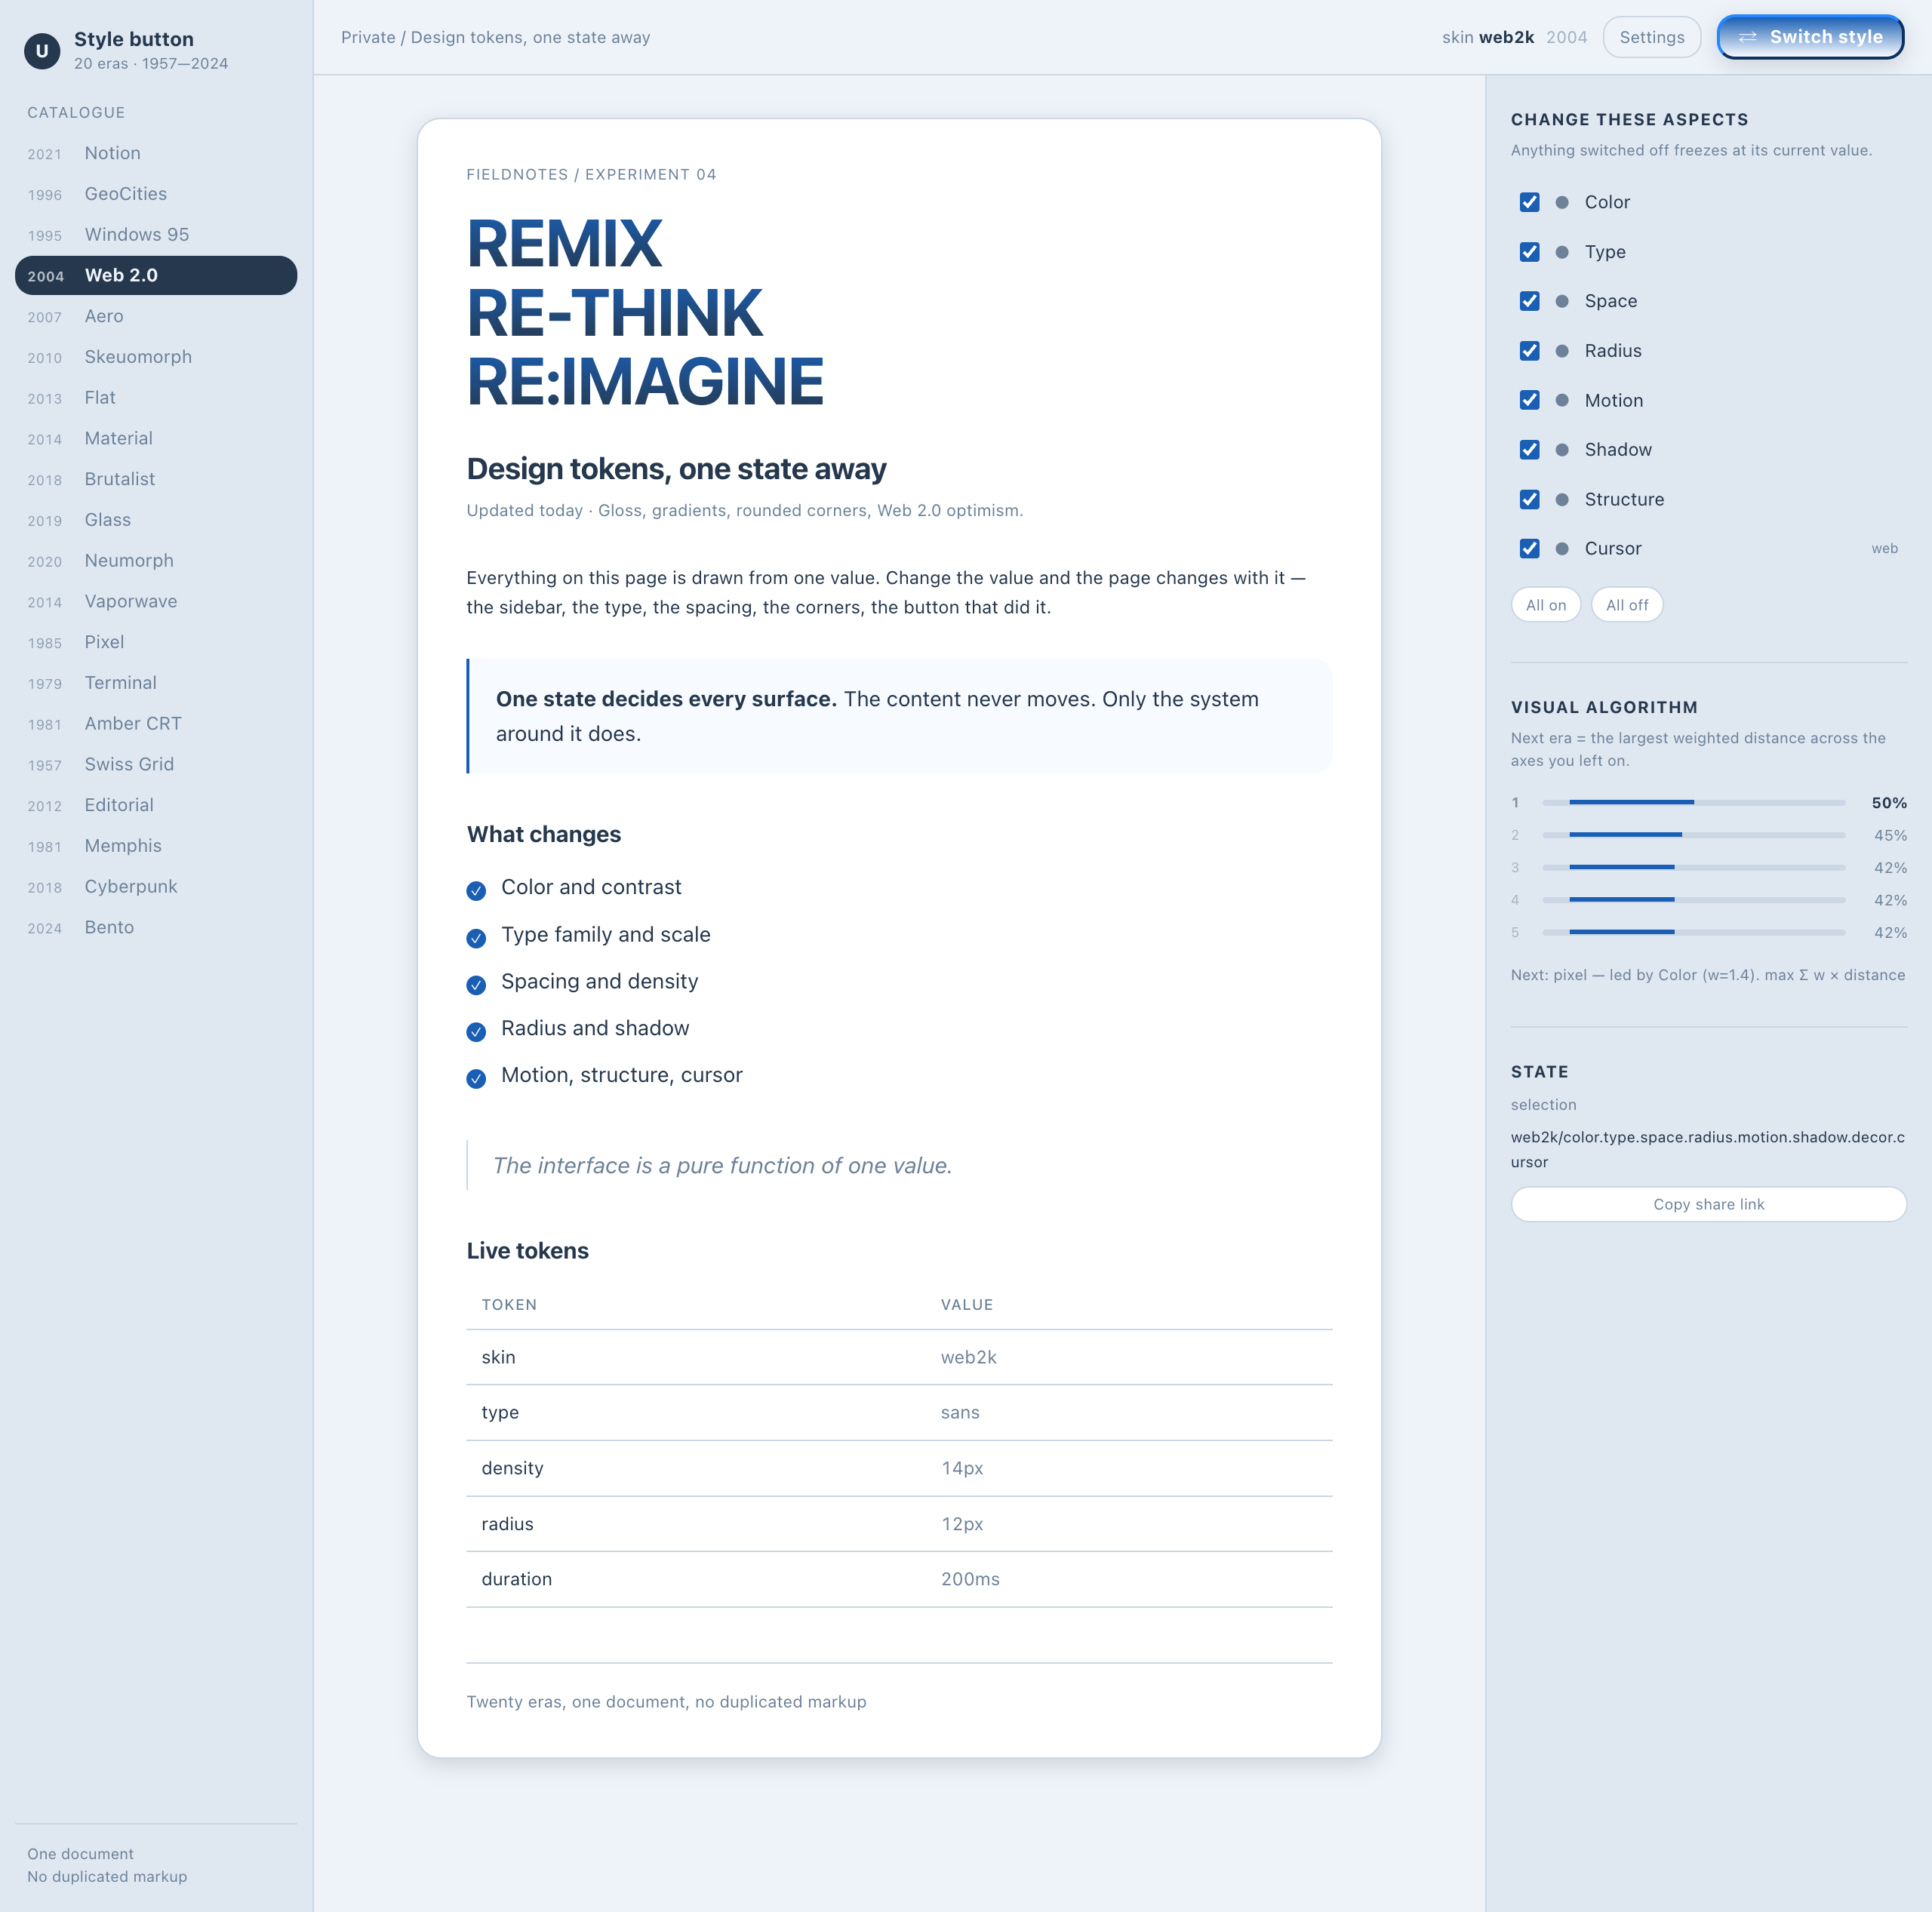 U
Style button
20 eras · 1957—2024
CATALOGUE
2021 Notion
1996 GeoCities
1995 Windows 95
2004 Web 2.0
2007 Aero
2010 Skeuomorph
2013 Flat
2014 Material
2018 Brutalist
2019 Glass
2020 Neumorph
2014 Vaporwave
1985 Pixel
1979 Terminal
1981 Amber CRT
1957 Swiss Grid
2012 Editorial
1981 Memphis
2018 Cyberpunk
2024 Bento
One document
No duplicated markup
Private / Design tokens, one state away
skin web2k 2004
Settings
⇄ Switch style
FIELDNOTES / EXPERIMENT 04
REMIX
RE-THINK
RE:IMAGINE
Design tokens, one state away
Updated today · Gloss, gradients, rounded corners, Web 2.0 optimism.
Everything on this page is drawn from one value. Change the value and the page changes with it —
the sidebar, the type, the spacing, the corners, the button that did it.
One state decides every surface. The content never moves. Only the system
around it does.
What changes
Color and contrast
Type family and scale
Spacing and density
Radius and shadow
Motion, structure, cursor
The interface is a pure function of one value.
Live tokens
TOKEN VALUE
skin web2k
type sans
density 14px
radius 12px
duration 200ms
Twenty eras, one document, no duplicated markup
CHANGE THESE ASPECTS
Anything switched off freezes at its current value.
Color
Type
Space
Radius
Motion
Shadow
Structure
Cursor web
All on All off
VISUAL ALGORITHM
Next era = the largest weighted distance across the
axes you left on.
1 50%
2 45%
3 42%
4 42%
5 42%
Next: pixel — led by Color (w=1.4). max Σ w × distance
STATE
selection
web2k/color.type.space.radius.motion.shadow.decor.c
ursor
Copy share link